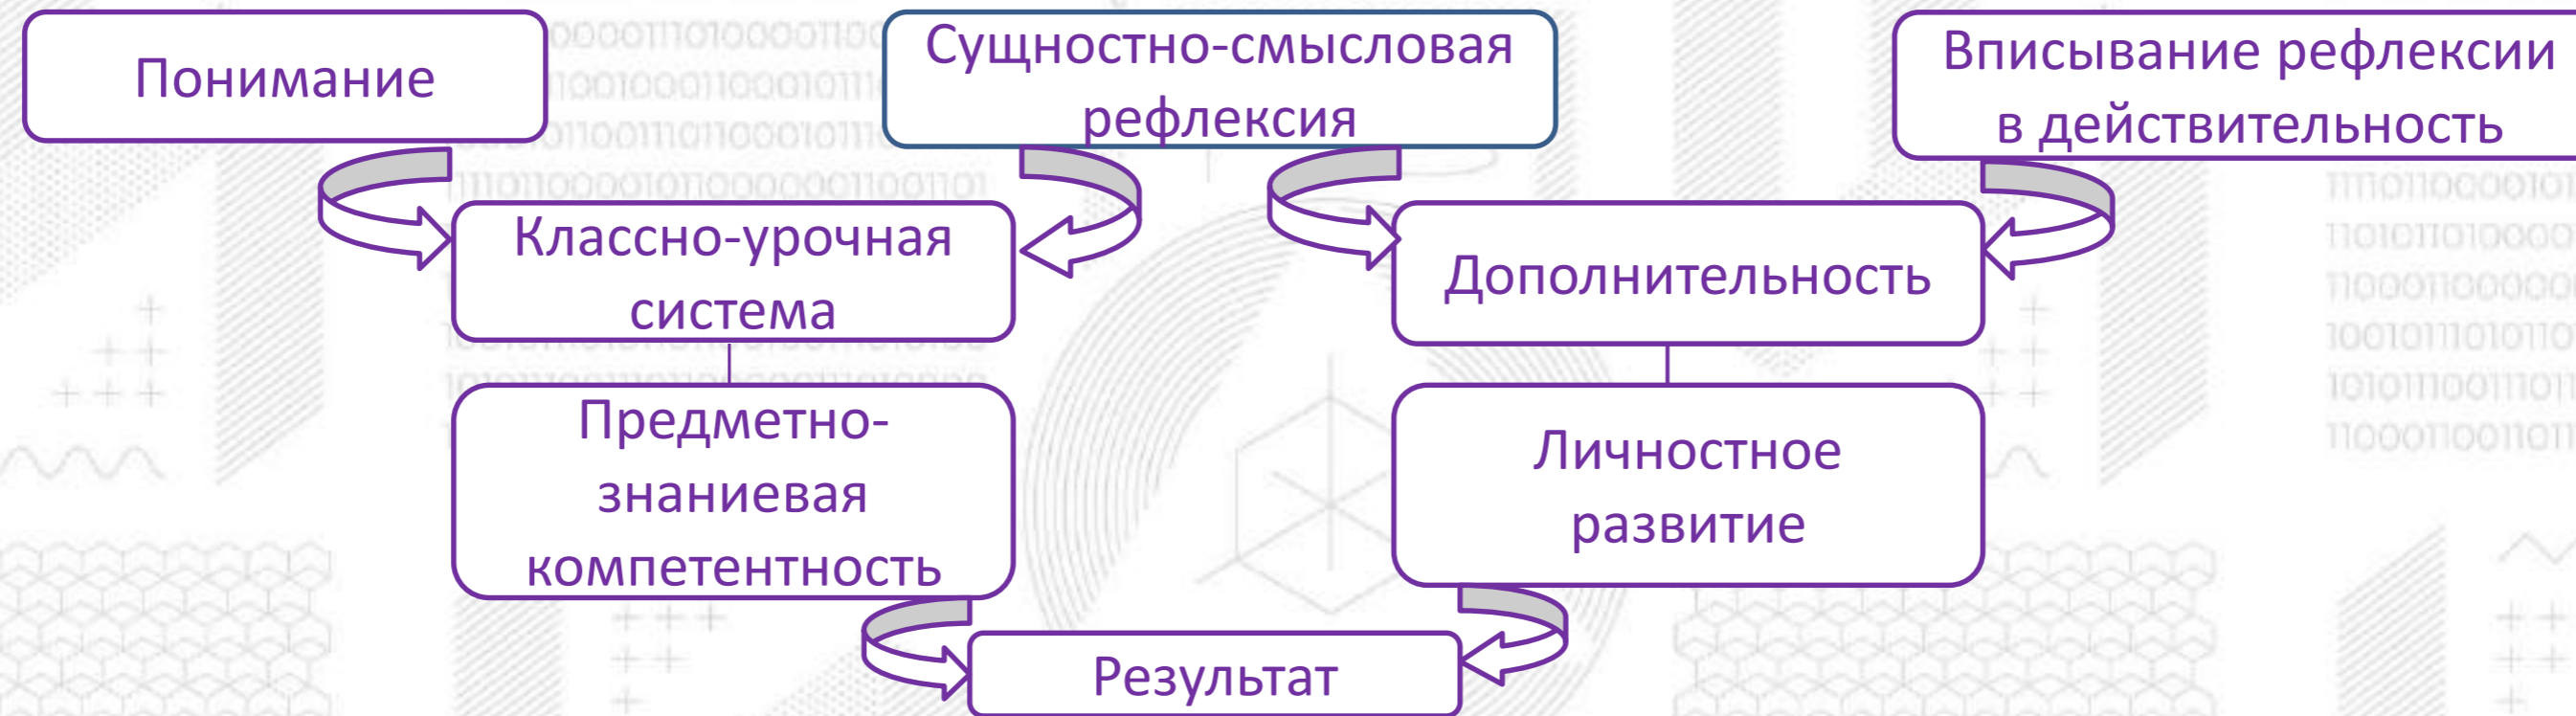 Понимание
Сущностно-смысловая
рефлексия
Вписывание рефлексии
в действительность
Классно-урочная
система
Дополнительность
Предметно-
знаниевая
компетентность
Личностное
развитие
Результат